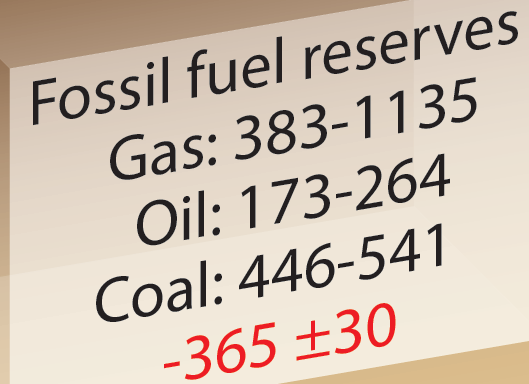 Fossil fuel reserves
Gas: 383-1135
Oil: 173-264
Coal: 446-541
-365 ±30